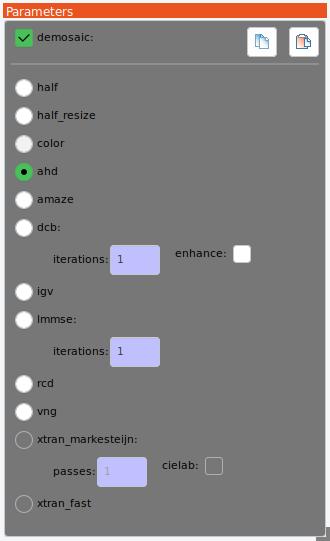 Parameters
demosaic:
half
half_resize
color
ahd
amaze
dcb:
iterations: 1 enhance:
igv
lmmse:
iterations: 1
rcd
vng
xtran_markesteijn:
passes: 1 cielab:
xtran_fast